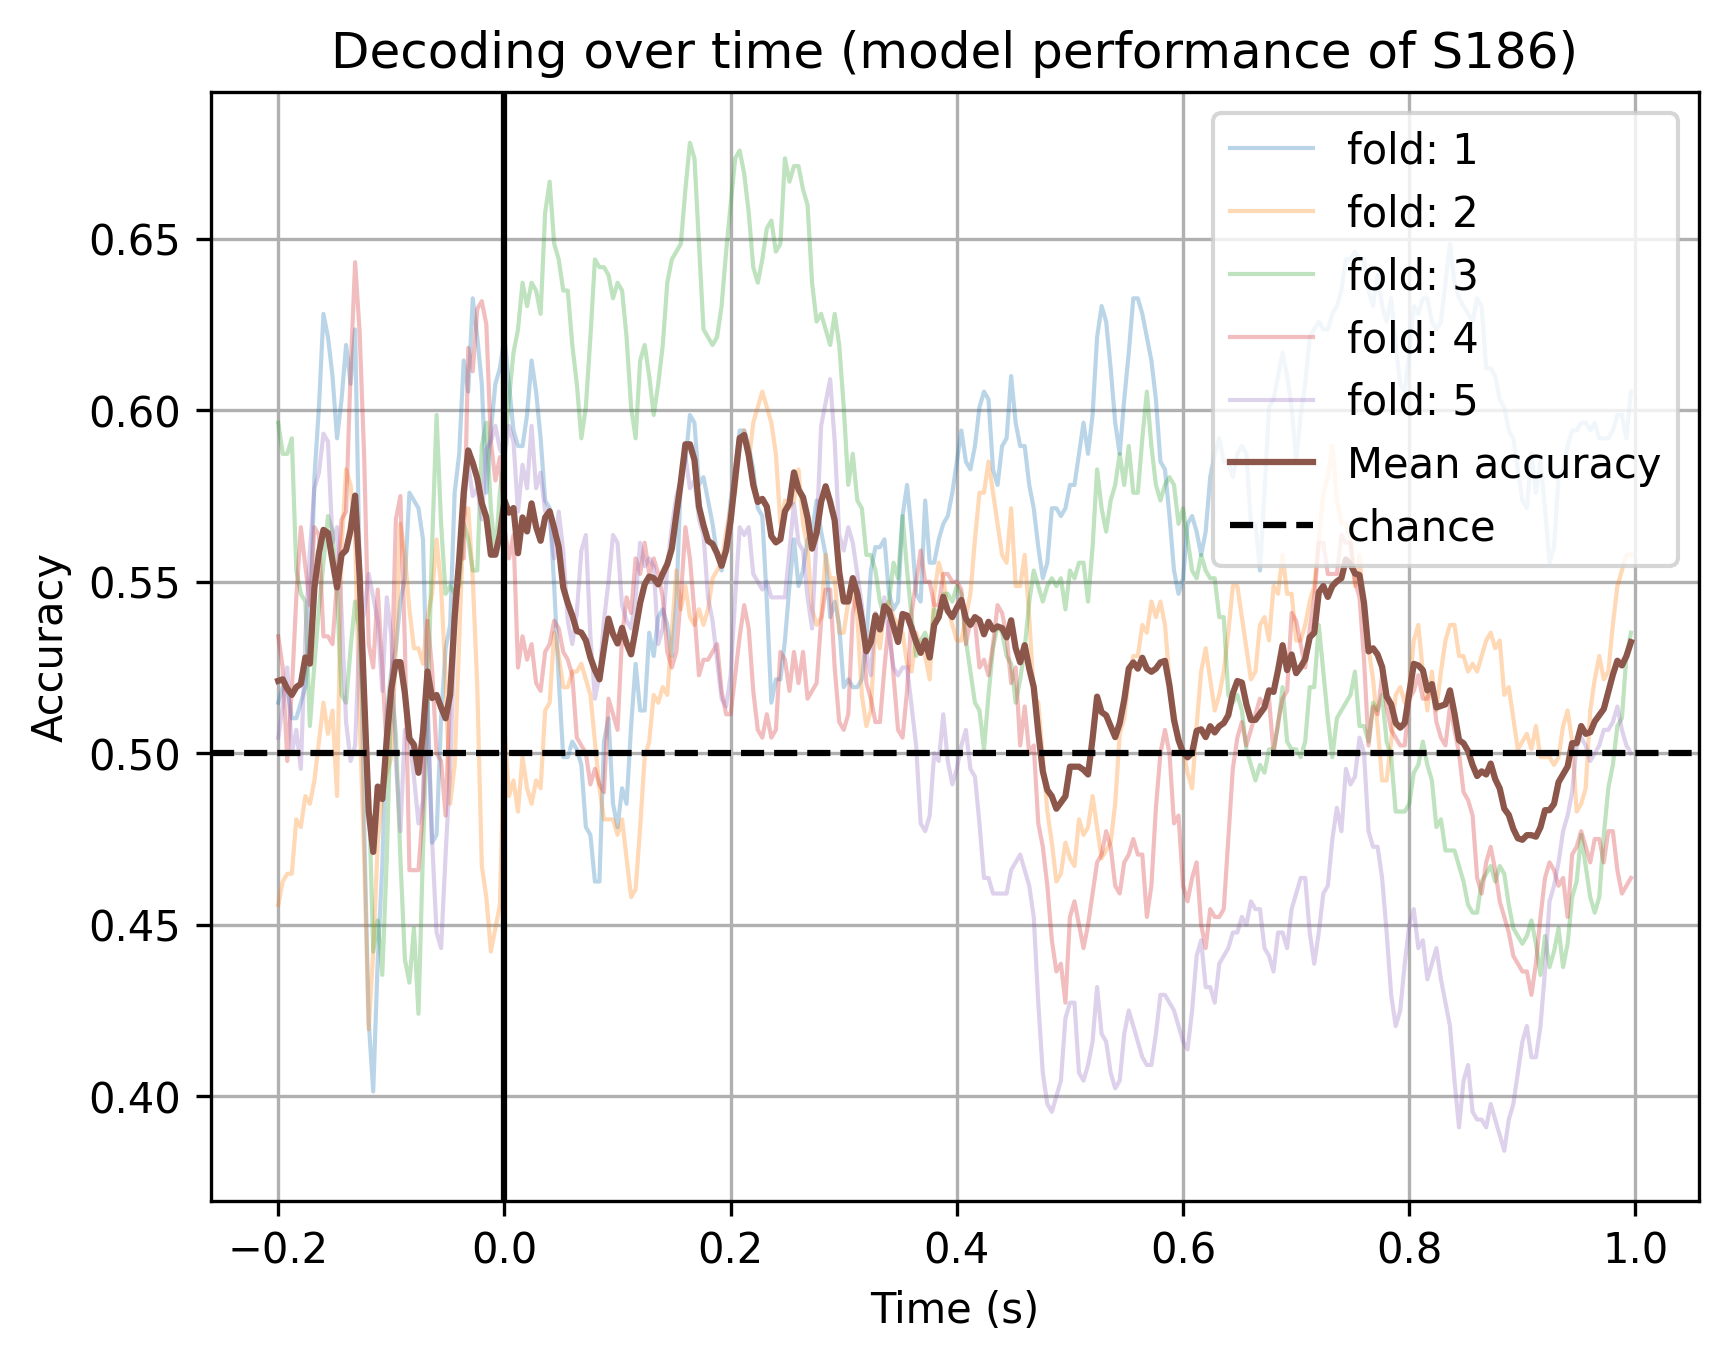 Decoding over time (model performance of S186)
fold: 1
fold: 2
fold: 3
fold: 4
fold: 5
Mean accuracy
chance
Accuracy
0.65
0.60
0.55
0.50
0.45
0.40
−0.2 0.0 0.2 0.4 0.6 0.8 1.0
Time (s)